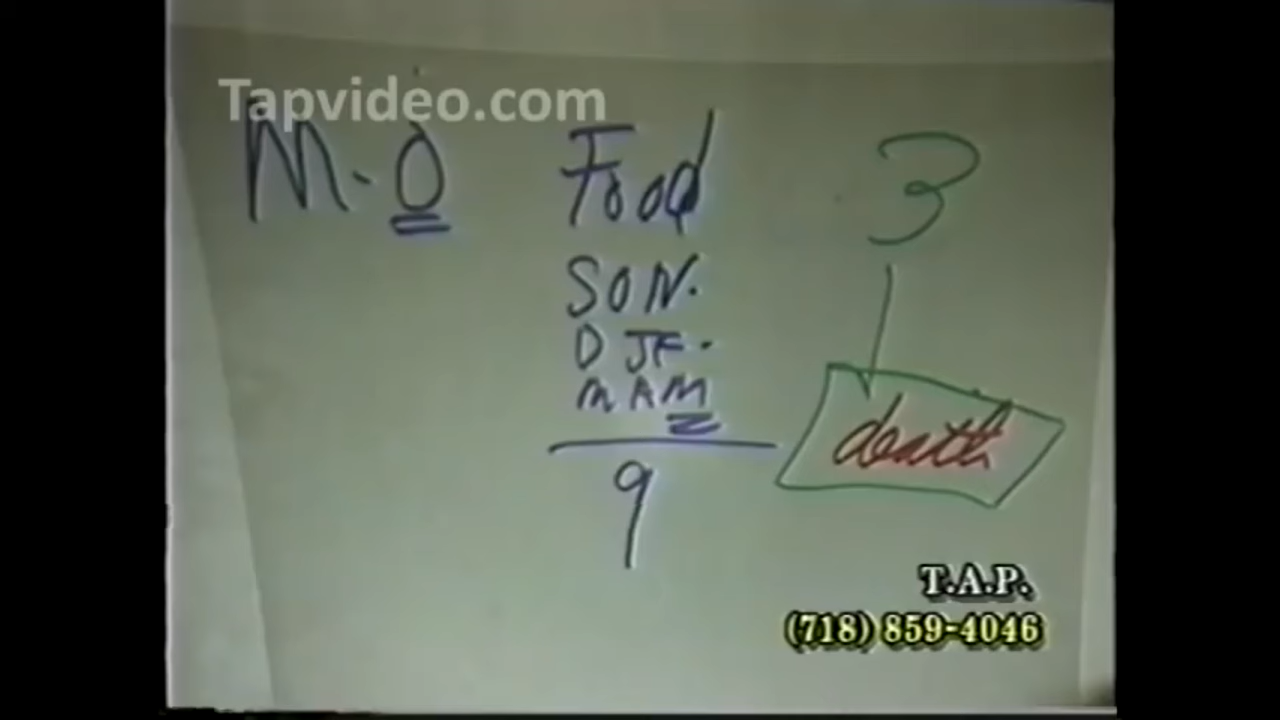 Tapvideo.com
M-O Food 3
SON.
DJF.
MAM
death
9
T.A.P.
(718) 859-4046